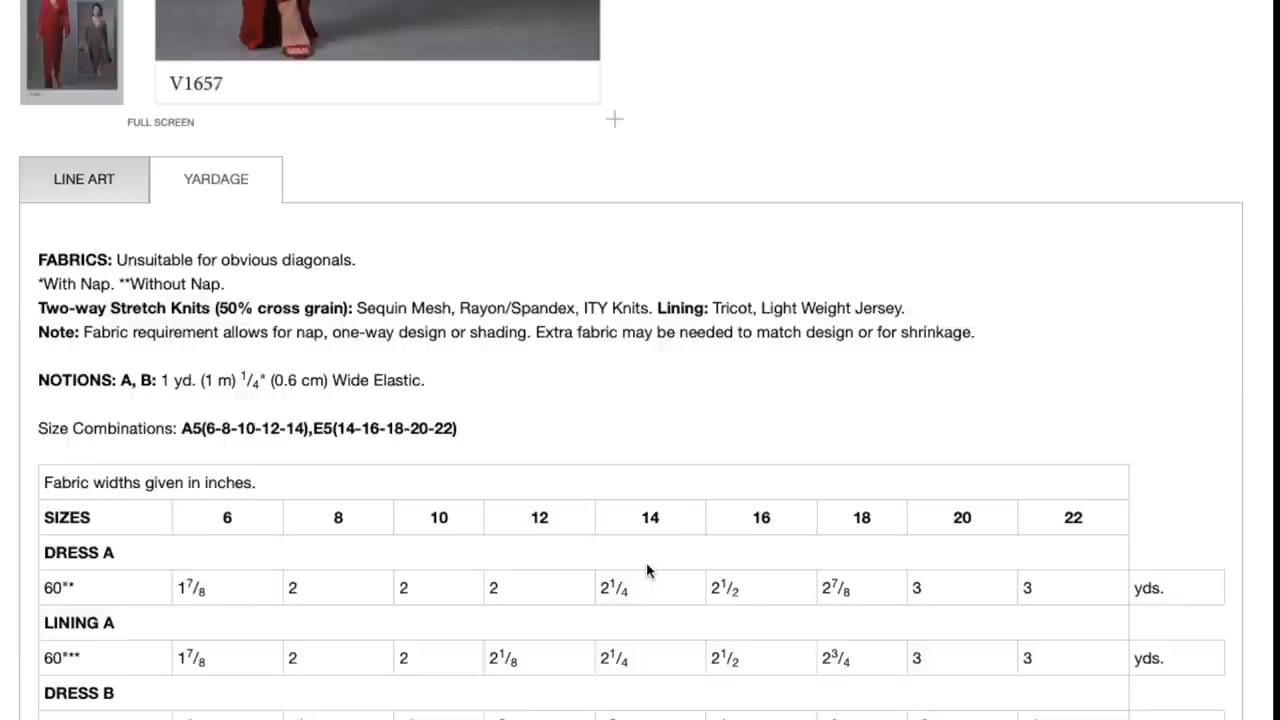 V1657
FULL SCREEN
LINE ART YARDAGE
FABRICS: Unsuitable for obvious diagonals.
*With Nap. **Without Nap.
Two-way Stretch Knits (50% cross grain): Sequin Mesh, Rayon/Spandex, ITY Knits. Lining: Tricot, Light Weight Jersey.
Note: Fabric requirement allows for nap, one-way design or shading. Extra fabric may be needed to match design or for shrinkage.
NOTIONS: A, B: 1 yd. (1 m) 1/4" (0.6 cm) Wide Elastic.
Size Combinations: A5(6-8-10-12-14),E5(14-16-18-20-22)
Fabric widths given in inches.
SIZES 6 8 10 12 14 16 18 20 22
DRESS A
60"* 1 7/8 2 2 2 2 1/4 2 1/2 2 7/8 3 3 yds.
LINING A
60"** 1 7/8 2 2 2 1/8 2 1/4 2 1/2 2 3/4 3 3 yds.
DRESS B